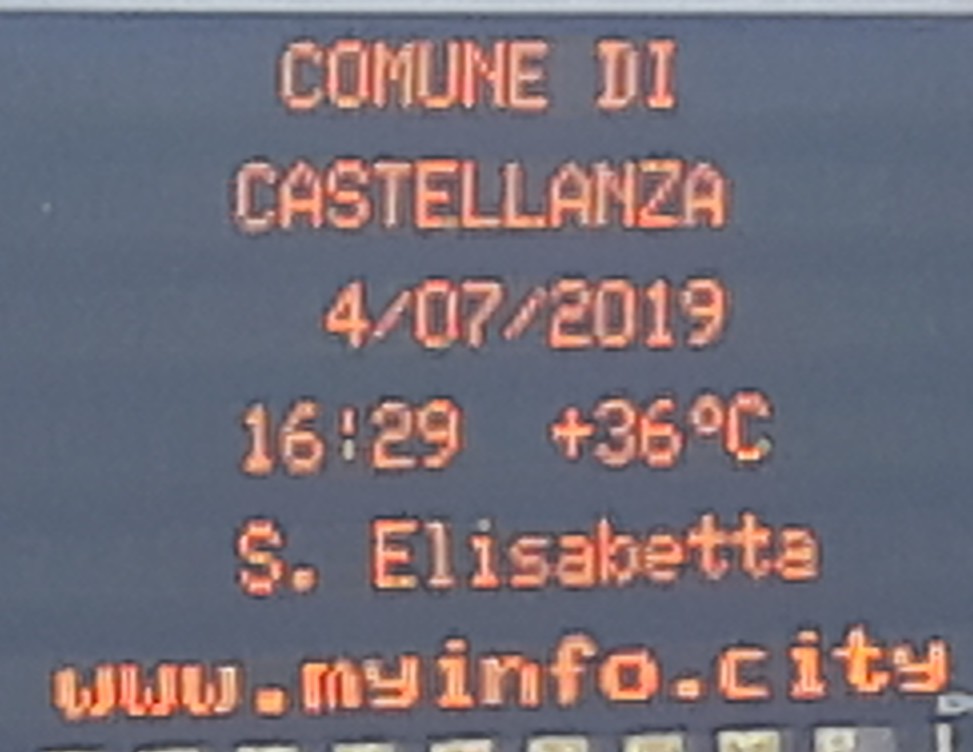 COMUNE DI
CASTELLANZA
4/07/2019
16:29 +36°C
S. Elisabetta
www.myinfo.city